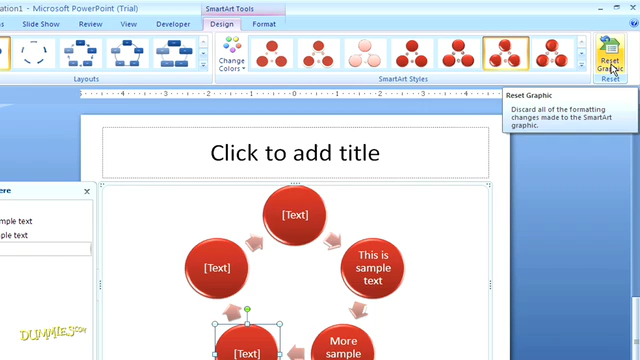 ation1 - Microsoft PowerPoint (Trial)
SmartArt Tools
ns
Slide Show
Review
View
Developer
Design
Format
Change
Colors
Reset
Graphic
Layouts
SmartArt Styles
Reset
Reset Graphic
Discard all of the formatting
changes made to the SmartArt
graphic.
Click to add title
ere
mple text
ple text
[Text]
[Text]
This is
sample
text
[Text]
More
sample
DUMMIES.COM